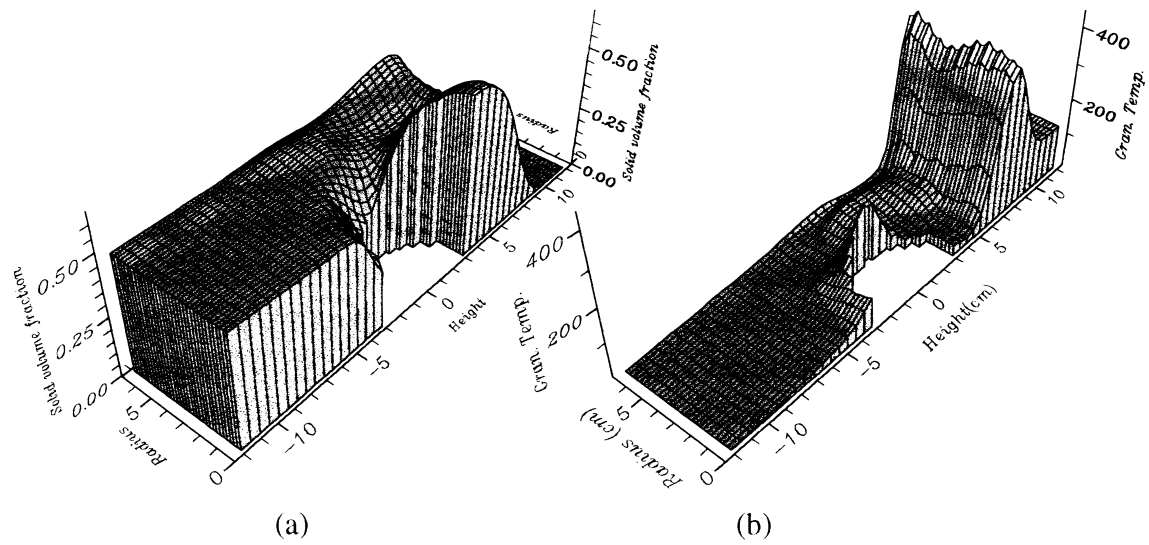 0.50
0.25
0.00
Solid volume fraction
Radius
0
0.50
0.25
0.00
Solid volume fraction
5
0
Radius
-10
-5
0
5
10
Height
400
200
Gran. Temp.
400
200
Gran. Temp.
5
0
Radius (cm)
-10
-5
0
5
10
Height(cm)
(a)
(b)